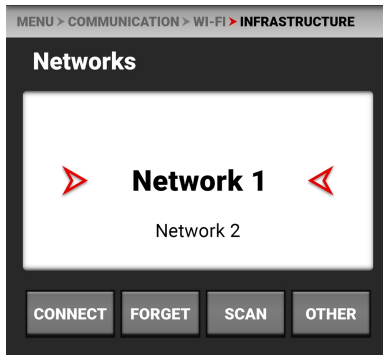 MENU > COMMUNICATION > WI-FI > INFRASTRUCTURE
Networks
Network 1
Network 2
CONNECT FORGET SCAN OTHER